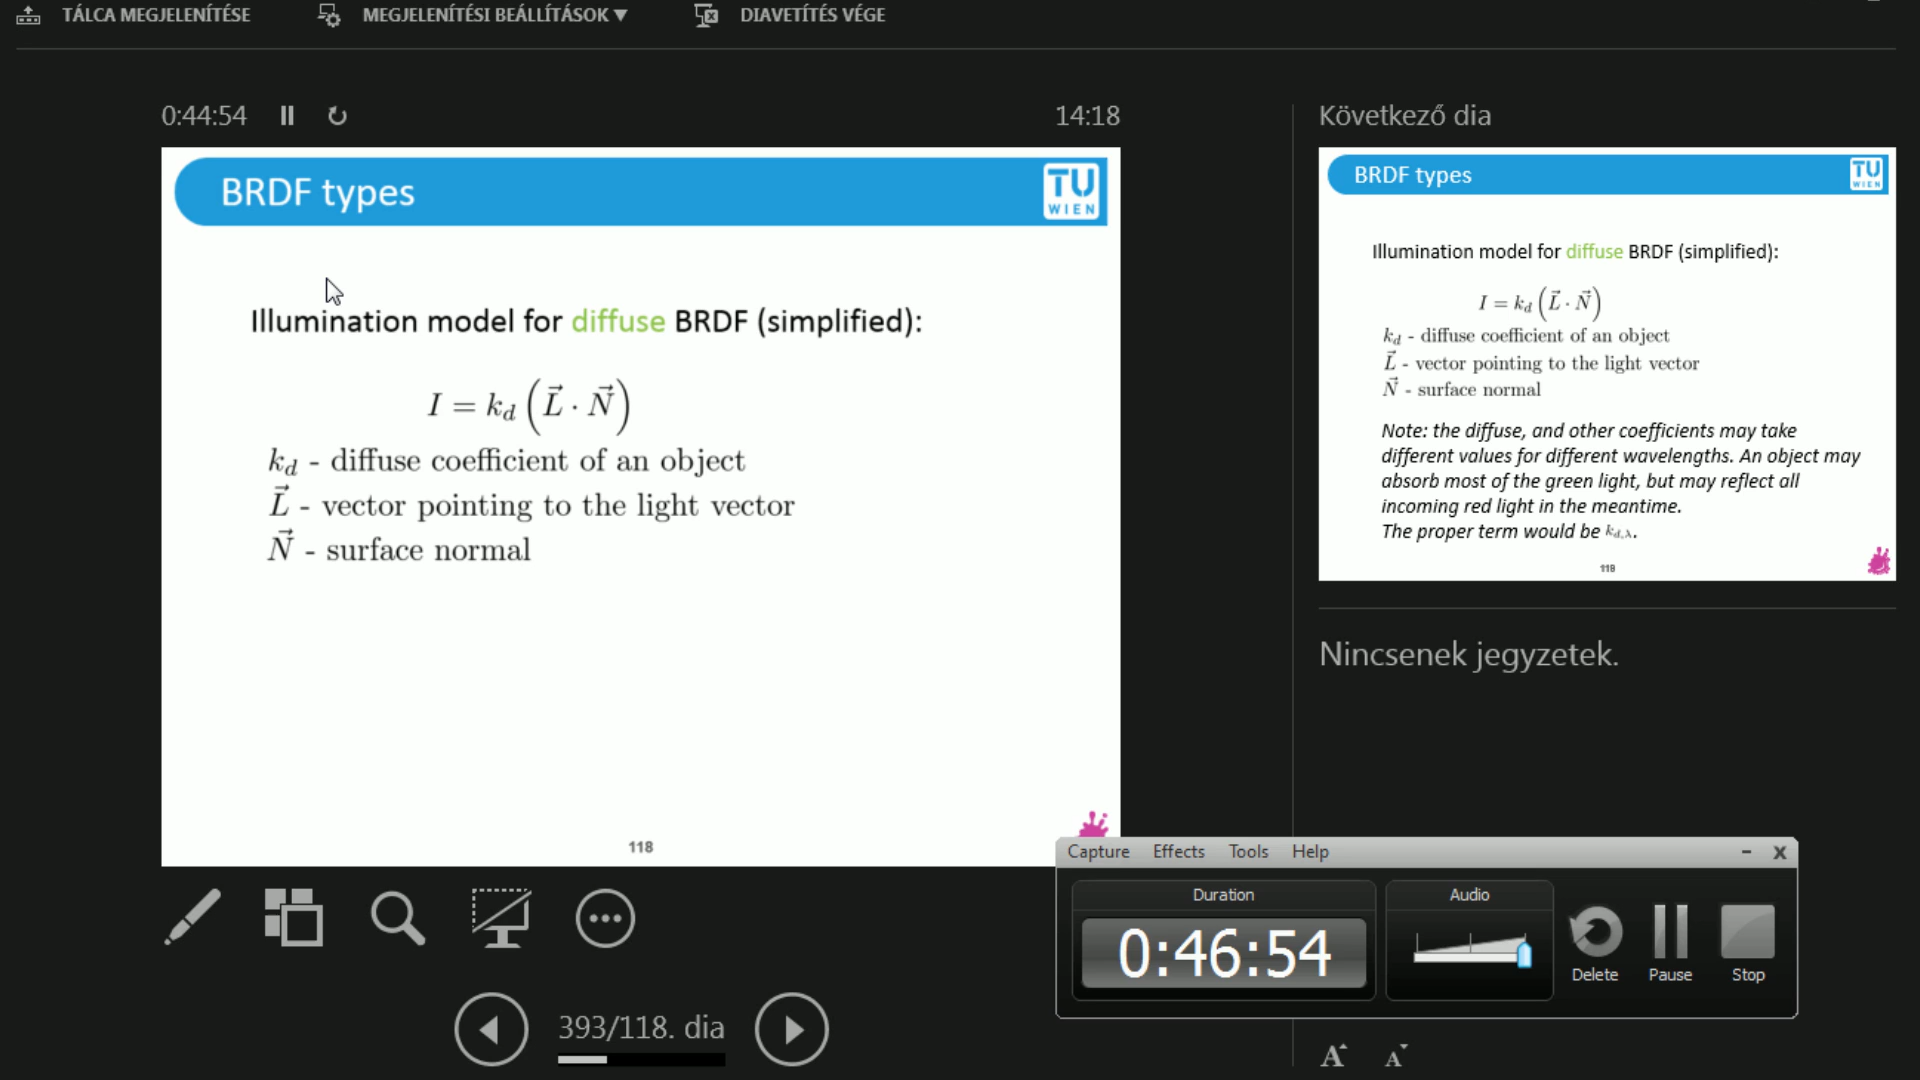 TÁLCA MEGJELENÍTÉSE
MEGJELENÍTÉSI BEÁLLÍTÁSOK ▼
DIAVETÍTÉS VÉGE
0:44:54
14:18
BRDF types
TU
WIEN
Illumination model for diffuse BRDF (simplified):
I = k_d (L⃗ · N⃗)
k_d - diffuse coefficient of an object
L⃗ - vector pointing to the light vector
N⃗ - surface normal
118
Következő dia
BRDF types
TU
WIEN
Illumination model for diffuse BRDF (simplified):
I = k_d (L⃗ · N⃗)
k_d - diffuse coefficient of an object
L⃗ - vector pointing to the light vector
N⃗ - surface normal
Note: the diffuse, and other coefficients may take
different values for different wavelengths. An object may
absorb most of the green light, but may reflect all
incoming red light in the meantime.
The proper term would be k_{d,λ}.
118
Nincsenek jegyzetek.
Capture Effects Tools Help
Duration
0:46:54
Audio
Delete
Pause
Stop
393/118. dia
A A